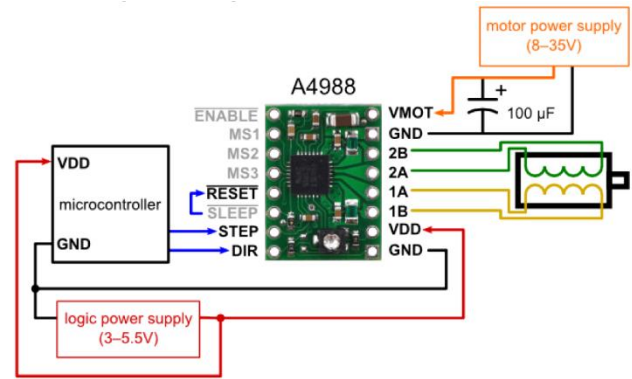 motor power supply
(8–35V)
A4988
+
100 µF
ENABLE
MS1
MS2
MS3
RESET
SLEEP
STEP
DIR
VMOT
GND
2B
2A
1A
1B
VDD
GND
VDD
microcontroller
GND
logic power supply
(3–5.5V)